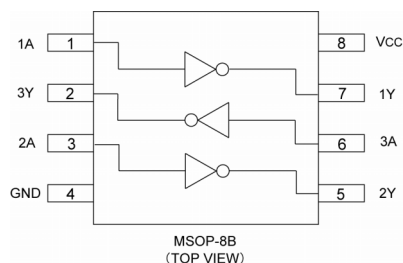 1A 1 8 VCC
3Y 2 7 1Y
2A 3 6 3A
GND 4 5 2Y
MSOP-8B
(TOP VIEW)